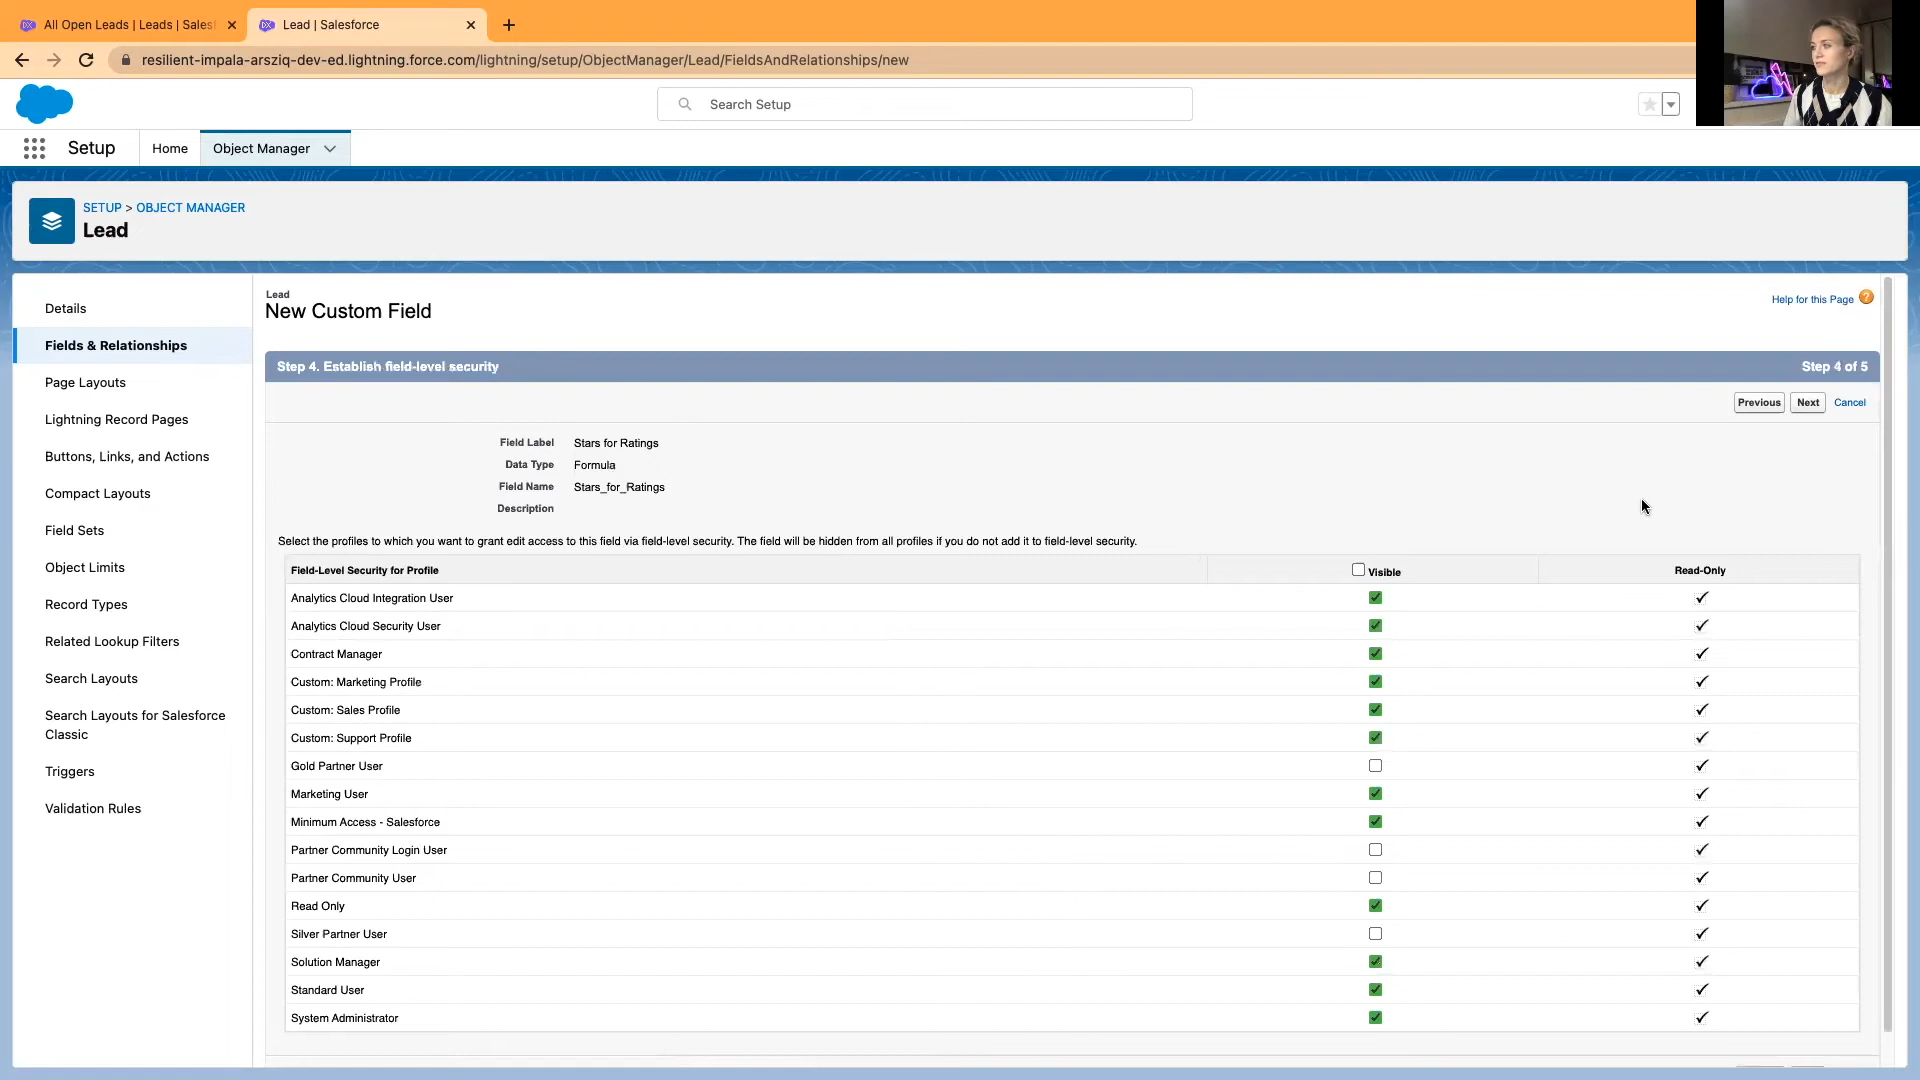 All Open Leads | Leads | Sales
Lead | Salesforce
resilient-impala-arsziq-dev-ed.lightning.force.com/lightning/setup/ObjectManager/Lead/FieldsAndRelationships/new
Search Setup
Setup
Home
Object Manager
SETUP > OBJECT MANAGER
Lead
Details
Fields & Relationships
Page Layouts
Lightning Record Pages
Buttons, Links, and Actions
Compact Layouts
Field Sets
Object Limits
Record Types
Related Lookup Filters
Search Layouts
Search Layouts for Salesforce
Classic
Triggers
Validation Rules
Lead
New Custom Field
Help for this Page ?
Step 4. Establish field-level security
Step 4 of 5
Previous
Next
Cancel
Field Label Stars for Ratings
Data Type Formula
Field Name Stars_for_Ratings
Description
Select the profiles to which you want to grant edit access to this field via field-level security. The field will be hidden from all profiles if you do not add it to field-level security.
Field-Level Security for Profile Visible Read-Only
Analytics Cloud Integration User
Analytics Cloud Security User
Contract Manager
Custom: Marketing Profile
Custom: Sales Profile
Custom: Support Profile
Gold Partner User
Marketing User
Minimum Access - Salesforce
Partner Community Login User
Partner Community User
Read Only
Silver Partner User
Solution Manager
Standard User
System Administrator